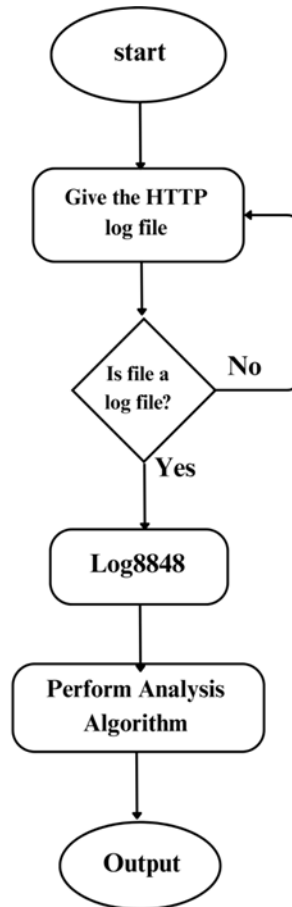 start
Give the HTTP
log file
Is file a
log file?
No
Yes
Log8848
Perform Analysis
Algorithm
Output